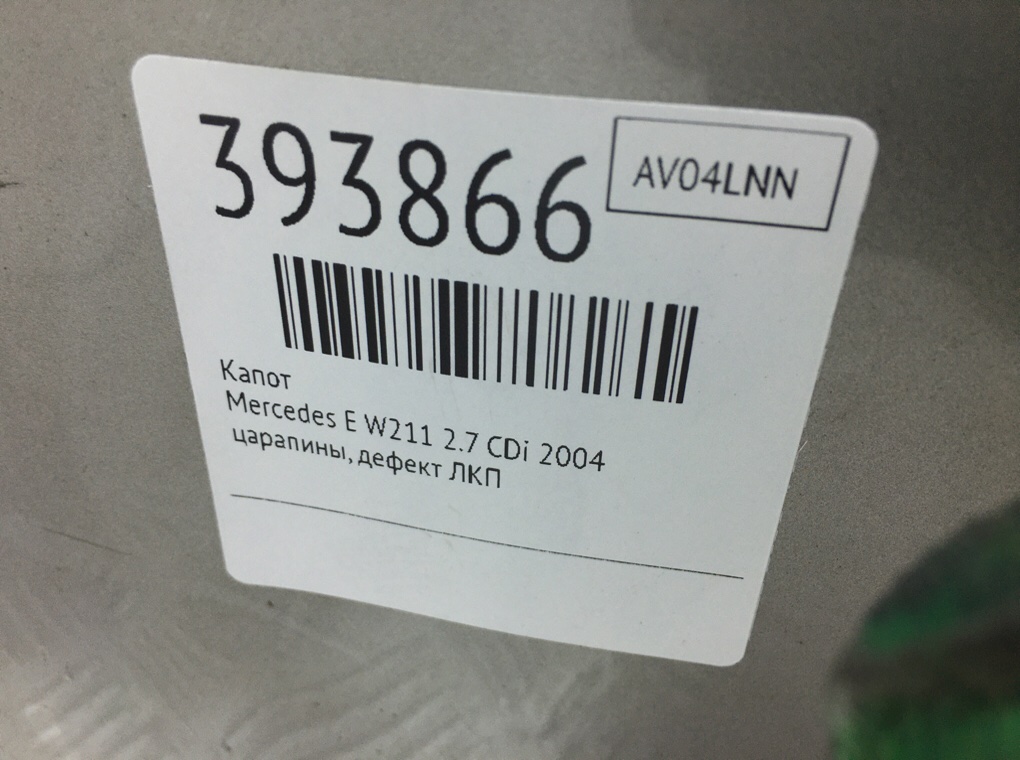 393866
AV04LNN
Капот
Mercedes E W211 2.7 CDi 2004
царапины, дефект ЛКП